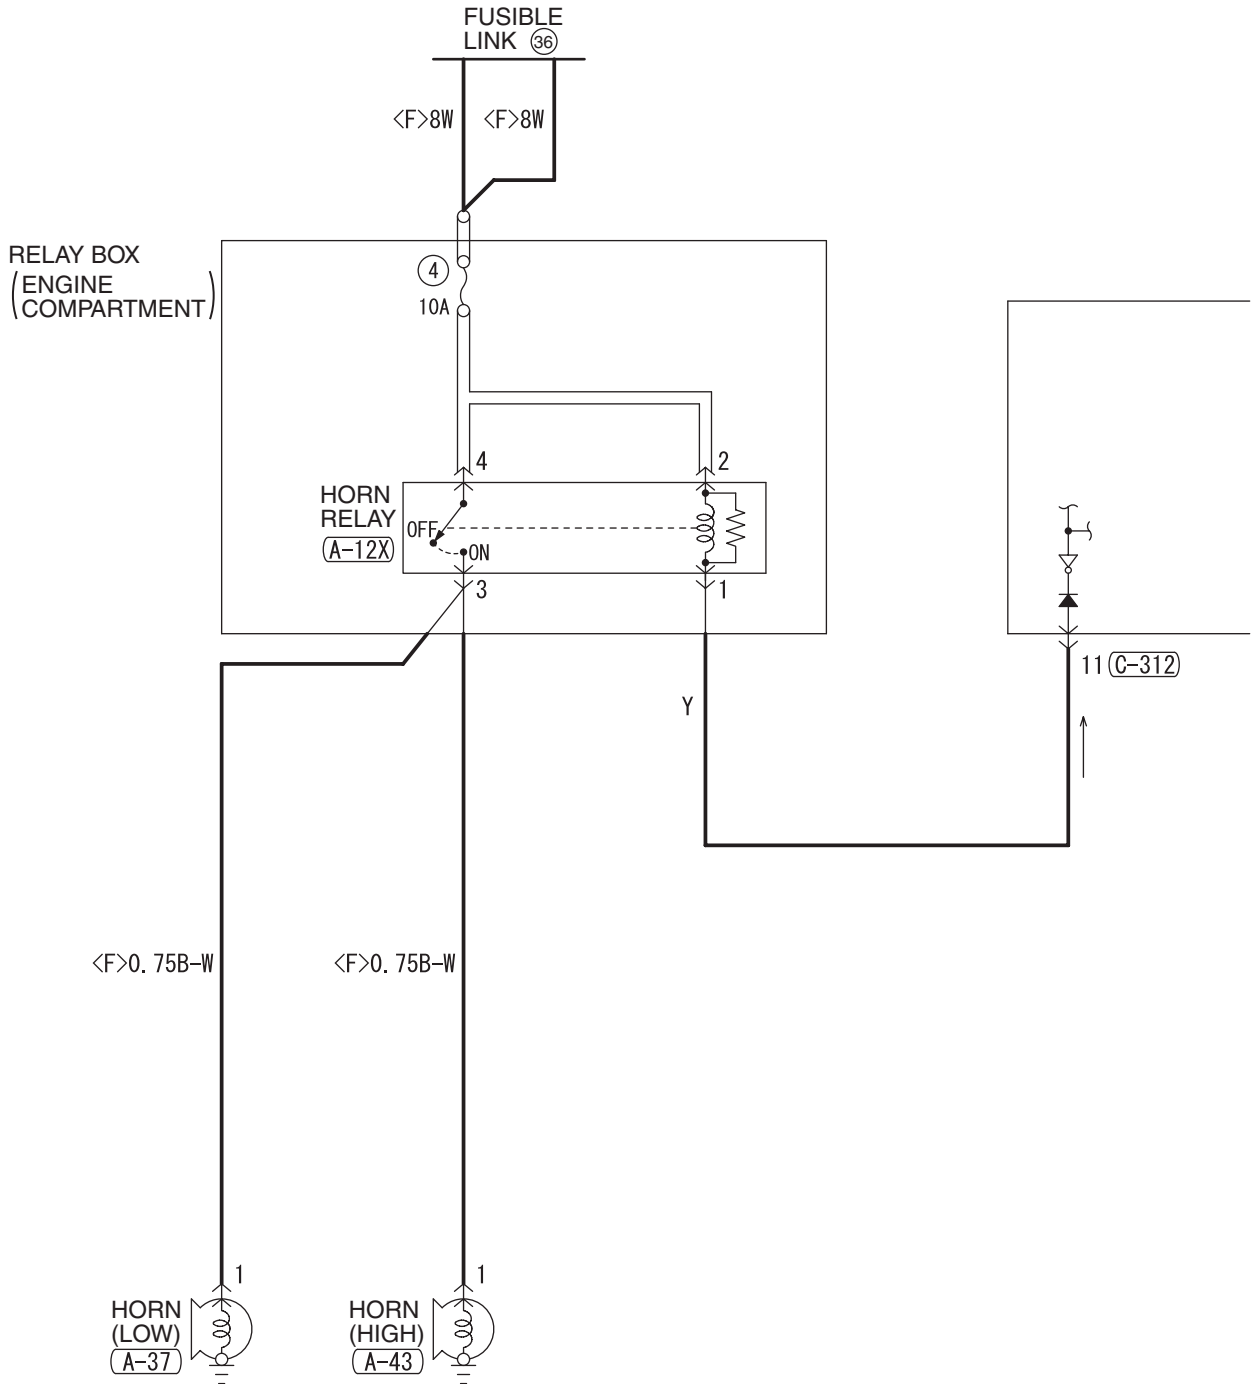 FUSIBLE
LINK 36
<F>8W <F>8W
RELAY BOX
(ENGINE
COMPARTMENT)
4
10A
4
2
HORN
RELAY
A-12X
OFF
ON
3
1
11 C-312
Y
<F>0.75B-W
<F>0.75B-W
1
1
HORN
(LOW)
A-37
HORN
(HIGH)
A-43